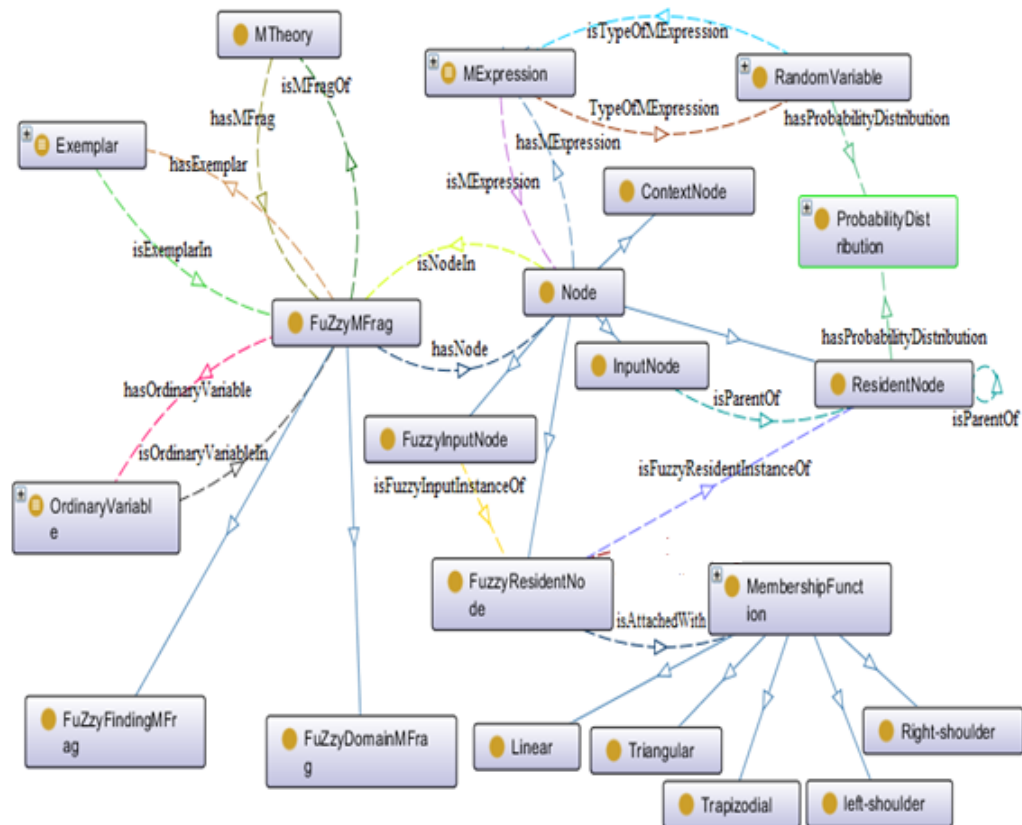 MTheory
isTypeOfMExpression
MExpression
RandomVariable
isMFragOf
hasMFrag
TypeOfMExpression
hasProbabilityDistribution
Exemplar
hasExemplar
hasMExpression
isMExpression
ContextNode
ProbabilityDist
ribution
isExemplarIn
isNodeIn
Node
FuZzyMFrag
hasNode
hasProbabilityDistribution
InputNode
ResidentNode
hasOrdinaryVariable
isParentOf
isParentOf
FuzzyInputNode
isOrdinaryVariableIn
isFuzzyResidentInstanceOf
isFuzzyInputInstanceOf
OrdinaryVariabl
e
FuzzyResidentNo
de
MembershipFunc
tion
isAttachedWith
FuZzyFindingMFr
ag
FuZzyDomainMFra
g
Linear
Triangular
Right-shoulder
Trapizodial
left-shoulder